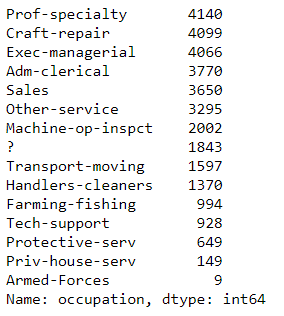 Prof-specialty 4140
Craft-repair 4099
Exec-managerial 4066
Adm-clerical 3770
Sales 3650
Other-service 3295
Machine-op-inspct 2002
? 1843
Transport-moving 1597
Handlers-cleaners 1370
Farming-fishing 994
Tech-support 928
Protective-serv 649
Priv-house-serv 149
Armed-Forces 9
Name: occupation, dtype: int64